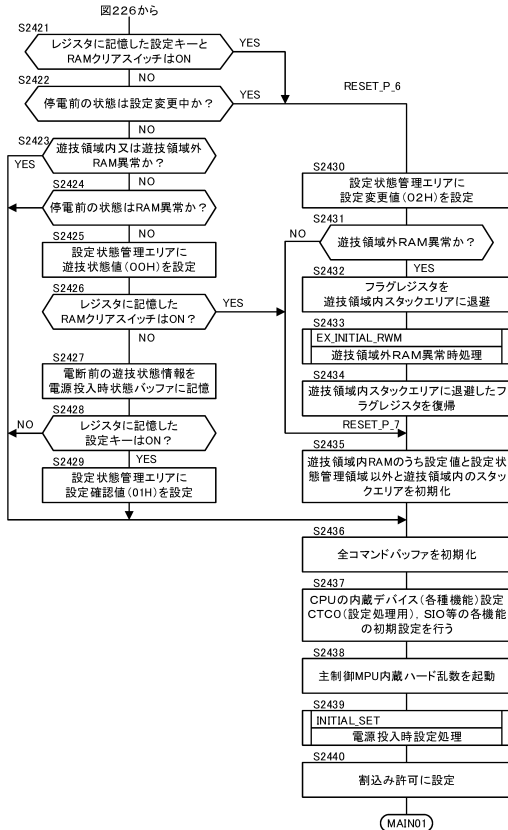 図226から
S2421
レジスタに記憶した設定キーと
RAMクリアスイッチはON
YES
NO
S2422
停電前の状態は設定変更中か？
YES
RESET_P_6
NO
S2423
YES
遊技領域内又は遊技領域外
RAM異常か？
NO
S2424
停電前の状態はRAM異常か？
NO
S2425
設定状態管理エリアに
遊技状態値（００H）を設定
S2426
レジスタに記憶した
RAMクリアスイッチはON？
YES
NO
S2427
電断前の遊技状態情報を
電源投入時状態バッファに記憶
S2428
NO
レジスタに記憶した
設定キーはON？
YES
S2429
設定状態管理エリアに
設定確認値（０１H）を設定
S2430
設定状態管理エリアに
設定変更値（０２H）を設定
S2431
NO
遊技領域外RAM異常か？
YES
S2432
フラグレジスタを
遊技領域内スタックエリアに退避
S2433
EX_INITIAL_RWM
遊技領域外RAM異常時処理
S2434
遊技領域内スタックエリアに退避したフ
ラグレジスタを復帰
RESET_P_7
S2435
遊技領域内RAMのうち設定値と設定状
態管理領域以外と遊技領域内のスタッ
クエリアを初期化
S2436
全コマンドバッファを初期化
S2437
CPUの内蔵デバイス（各種機能）設定
CTC０（設定処理用），SIO等の各機能
の初期設定を行う
S2438
主制御MPU内蔵ハード乱数を起動
S2439
INITIAL_SET
電源投入時設定処理
S2440
割込み許可に設定
MAIN01